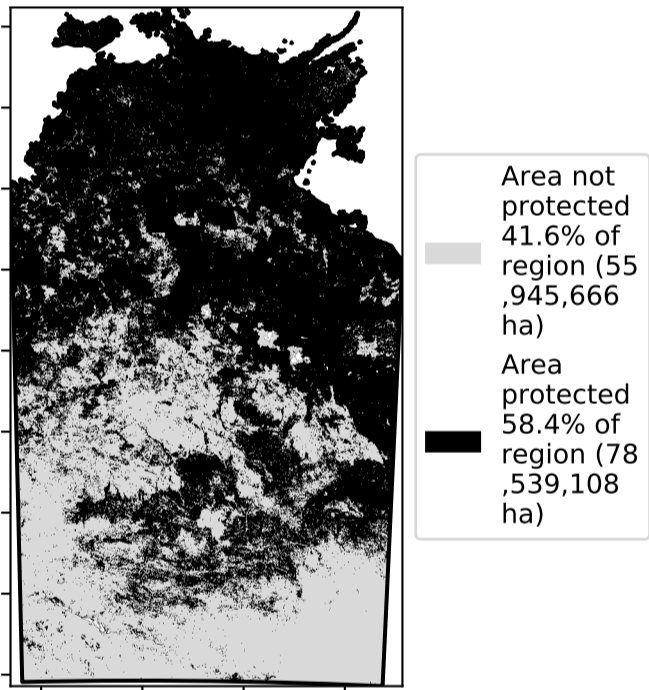 Area not
protected
41.6% of
region (55
,945,666
ha)
Area
protected
58.4% of
region (78
,539,108
ha)